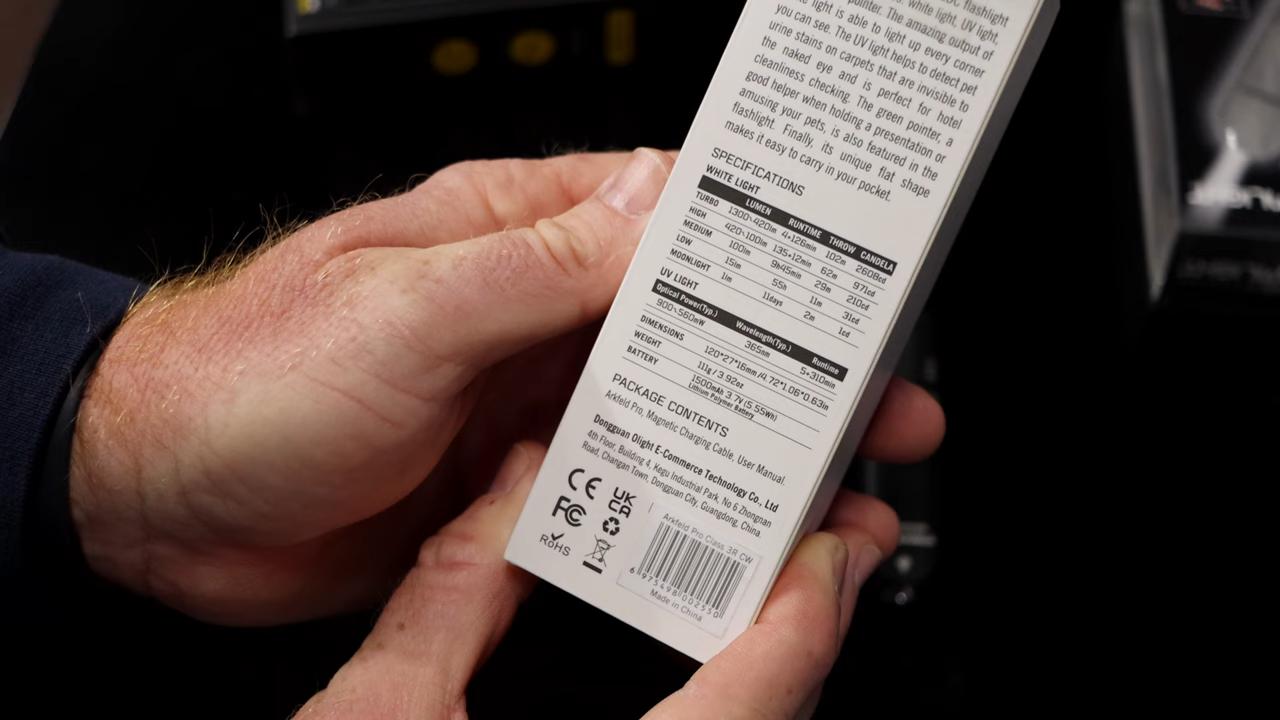 EDC flashlight
pointer. white light, UV light,
light is able to The amazing output of
you can see. The UV light helps to detect pet
urine stains on carpets that are invisible to
the naked eye and is perfect for hotel
cleanliness checking. The green pointer, a
good helper when holding a presentation or
amusing your pets, is also featured in the
flashlight. Finally, its unique flat shape
makes it easy to carry in your pocket.
SPECIFICATIONS
WHITE LIGHT
LUMEN RUNTIME THROW CANDELA
TURBO 1300~420lm 4+126min 102m 2608cd
HIGH 420~100lm 135+12min 62m 971cd
MEDIUM 100lm 9h45min 29m 210cd
LOW 15lm 55h 11m 31cd
MOONLIGHT 1lm 11days 2m 1cd
UV LIGHT
Optical Power(Typ.) Wavelength(Typ.) Runtime
900~560mW 365nm 5+310min
DIMENSIONS 120*27*16mm /4.72*1.06*0.63in
WEIGHT 111g / 3.92oz
BATTERY 1500mAh 3.7V (5.55Wh)
Lithium Polymer Battery
PACKAGE CONTENTS
Arkfeld Pro, Magnetic Charging Cable, User Manual.
Dongguan Olight E-Commerce Technology Co., Ltd
4th Floor, Building 4, Kegu Industrial Park, No 6 Zhongnan
Road, Changan Town, Dongguan City, Guangdong, China.
CE UK CA
FC
RoHS
Arkfeld Pro Class 3R CW
6 975498 002550
Made in China